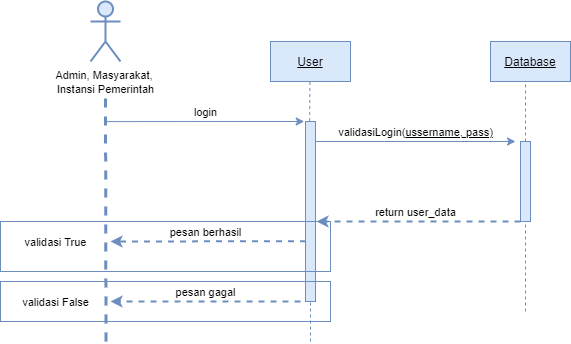 Admin, Masyarakat,
Instansi Pemerintah
User
Database
login
validasiLogin(ussername, pass)
return user_data
pesan berhasil
validasi True
pesan gagal
validasi False